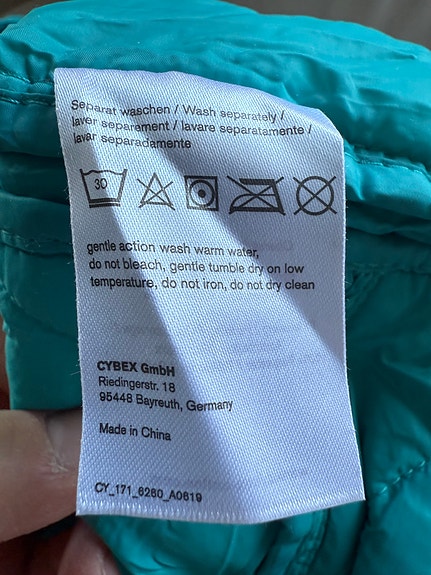 Separat waschen / Wash separately /
laver séparement / lavare separatamente /
lavar separadamente
30
gentle action wash warm water,
do not bleach, gentle tumble dry on low
temperature, do not iron, do not dry clean
CYBEX GmbH
Riedingerstr. 18
95448 Bayreuth, Germany
Made in China
CY_171_6260_A0619